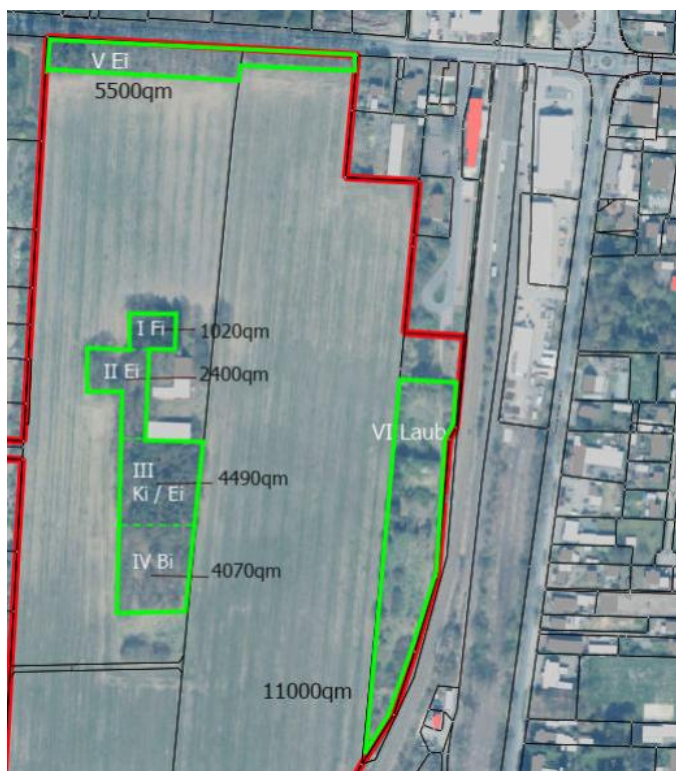 V Ei
5500qm
I Fi
1020qm
II Ei
2400qm
VI Laub
III
Ki / Ei
4490qm
IV Bi
4070qm
11000qm